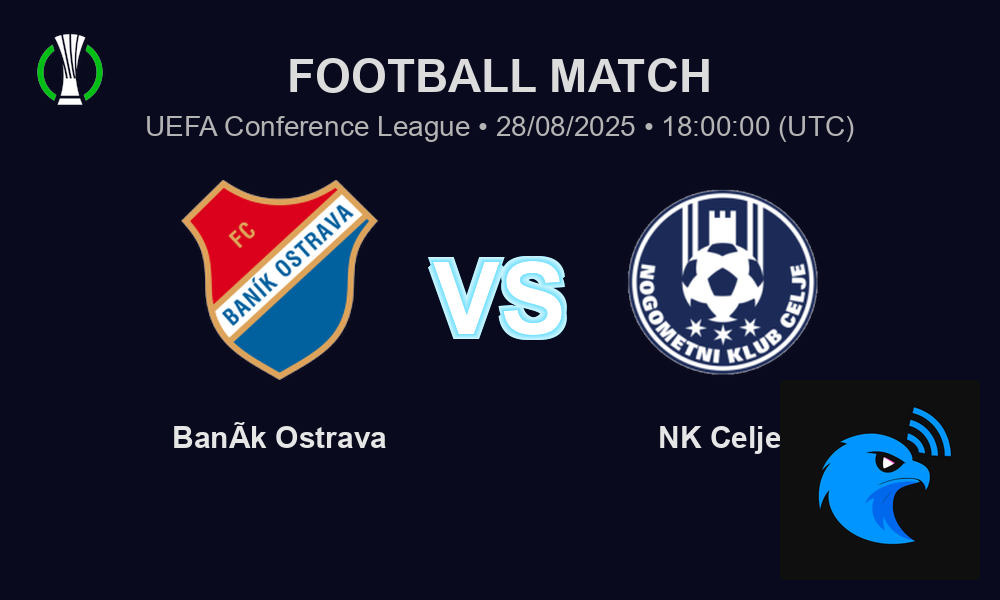 FOOTBALL MATCH
UEFA Conference League • 28/08/2025 • 18:00:00 (UTC)
FC
BANÍK OSTRAVA
VS
NOGOMETNI KLUB CELJE
BanÃk Ostrava
NK Celje